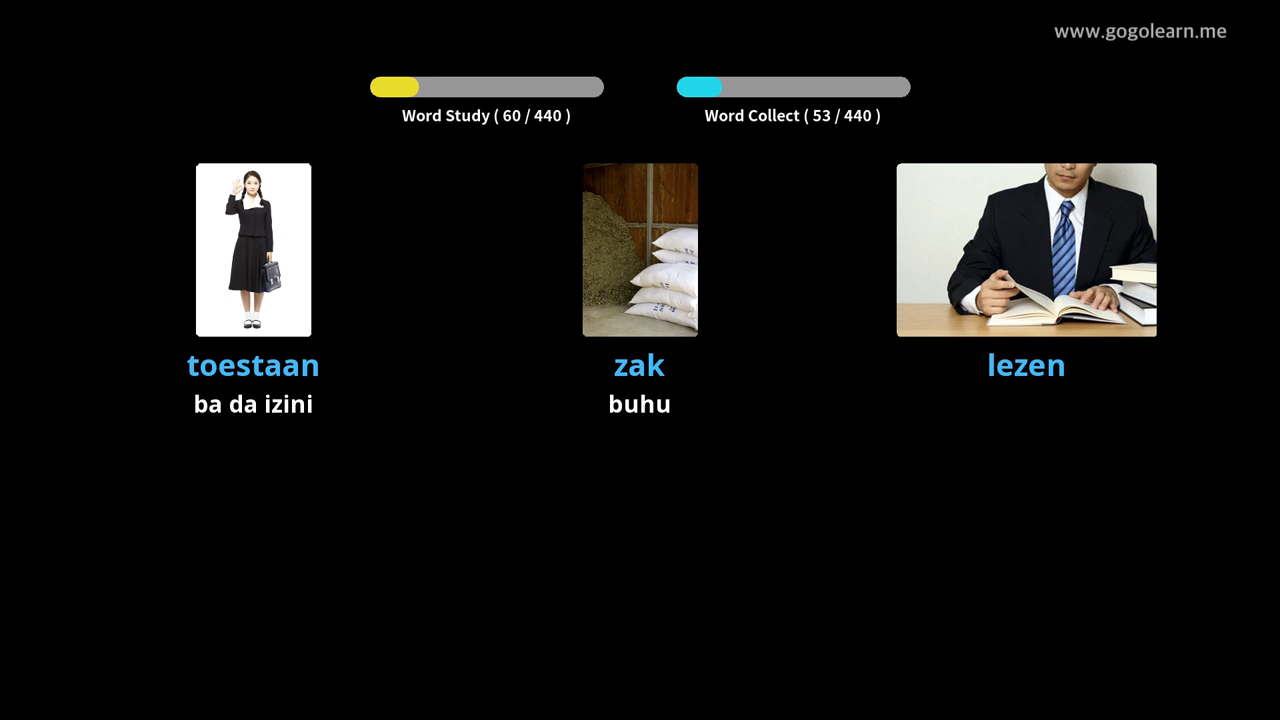 www.gogolearn.me
Word Study ( 60 / 440 )
Word Collect ( 53 / 440 )
toestaan
ba da izini
zak
buhu
lezen